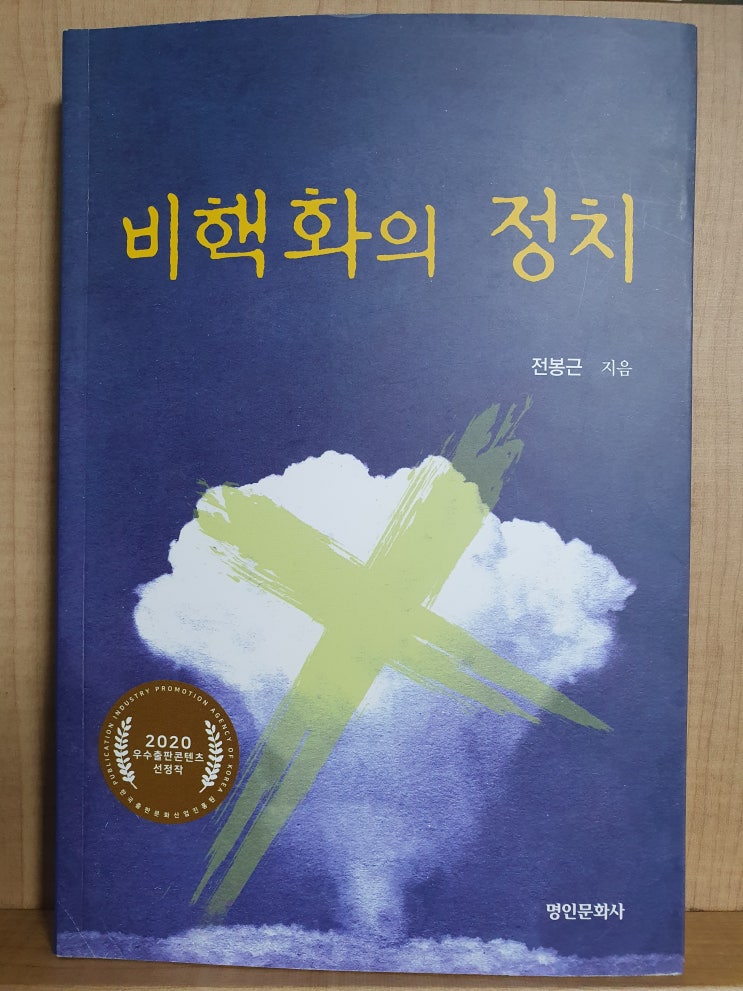 비핵화의 정치
전봉근 지음
PUBLICATION INDUSTRY PROMOTION AGENCY OF KOREA
2020
우수출판콘텐츠
선정작
한국출판문화산업진흥원
명인문화사